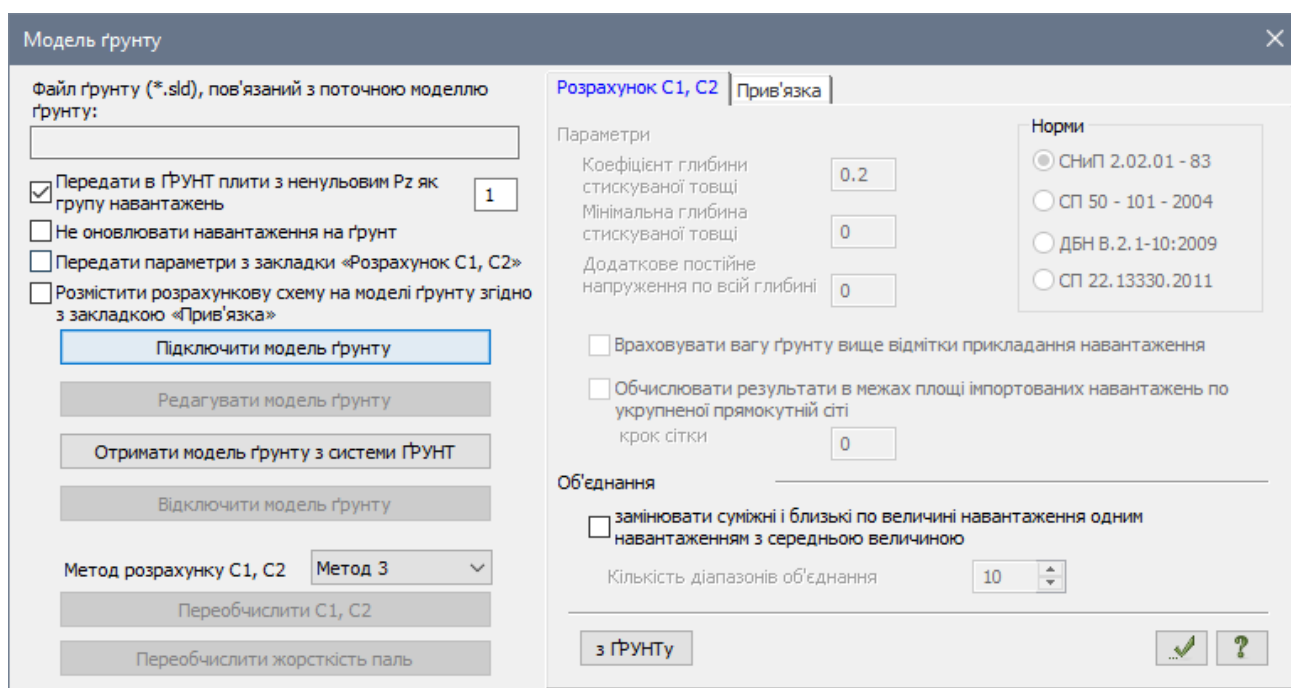 Модель ґрунту
Файл ґрунту (*.sld), пов'язаний з поточною моделлю
ґрунту:
Передати в ҐРУНТ плити з ненульовим Pz як
групу навантажень
1
Не оновлювати навантаження на ґрунт
Передати параметри з закладки «Розрахунок С1, С2»
Розмістити розрахункову схему на моделі ґрунту згідно
з закладкою «Прив'язка»
Підключити модель ґрунту
Редагувати модель ґрунту
Отримати модель ґрунту з системи ҐРУНТ
Відключити модель ґрунту
Метод розрахунку С1, С2
Метод 3
Переобчислити С1, С2
Переобчислити жорсткість паль
Розрахунок С1, С2
Прив'язка
Параметри
Коефіцієнт глибини
стискуваної товщі
0.2
Мінімальна глибина
стискуваної товщі
0
Додаткове постійне
напруження по всій глибині
0
Норми
СНиП 2.02.01 - 83
СП 50 - 101 - 2004
ДБН В.2.1-10:2009
СП 22.13330.2011
Враховувати вагу ґрунту вище відмітки прикладання навантаження
Обчислювати результати в межах площі імпортованих навантажень по
укрупненої прямокутній сіті
крок сітки
0
Об'єднання
замінювати суміжні і близькі по величині навантаження одним
навантаженням з середньою величиною
Кількість діапазонів об'єднання
10
з ҐРУНТу
?